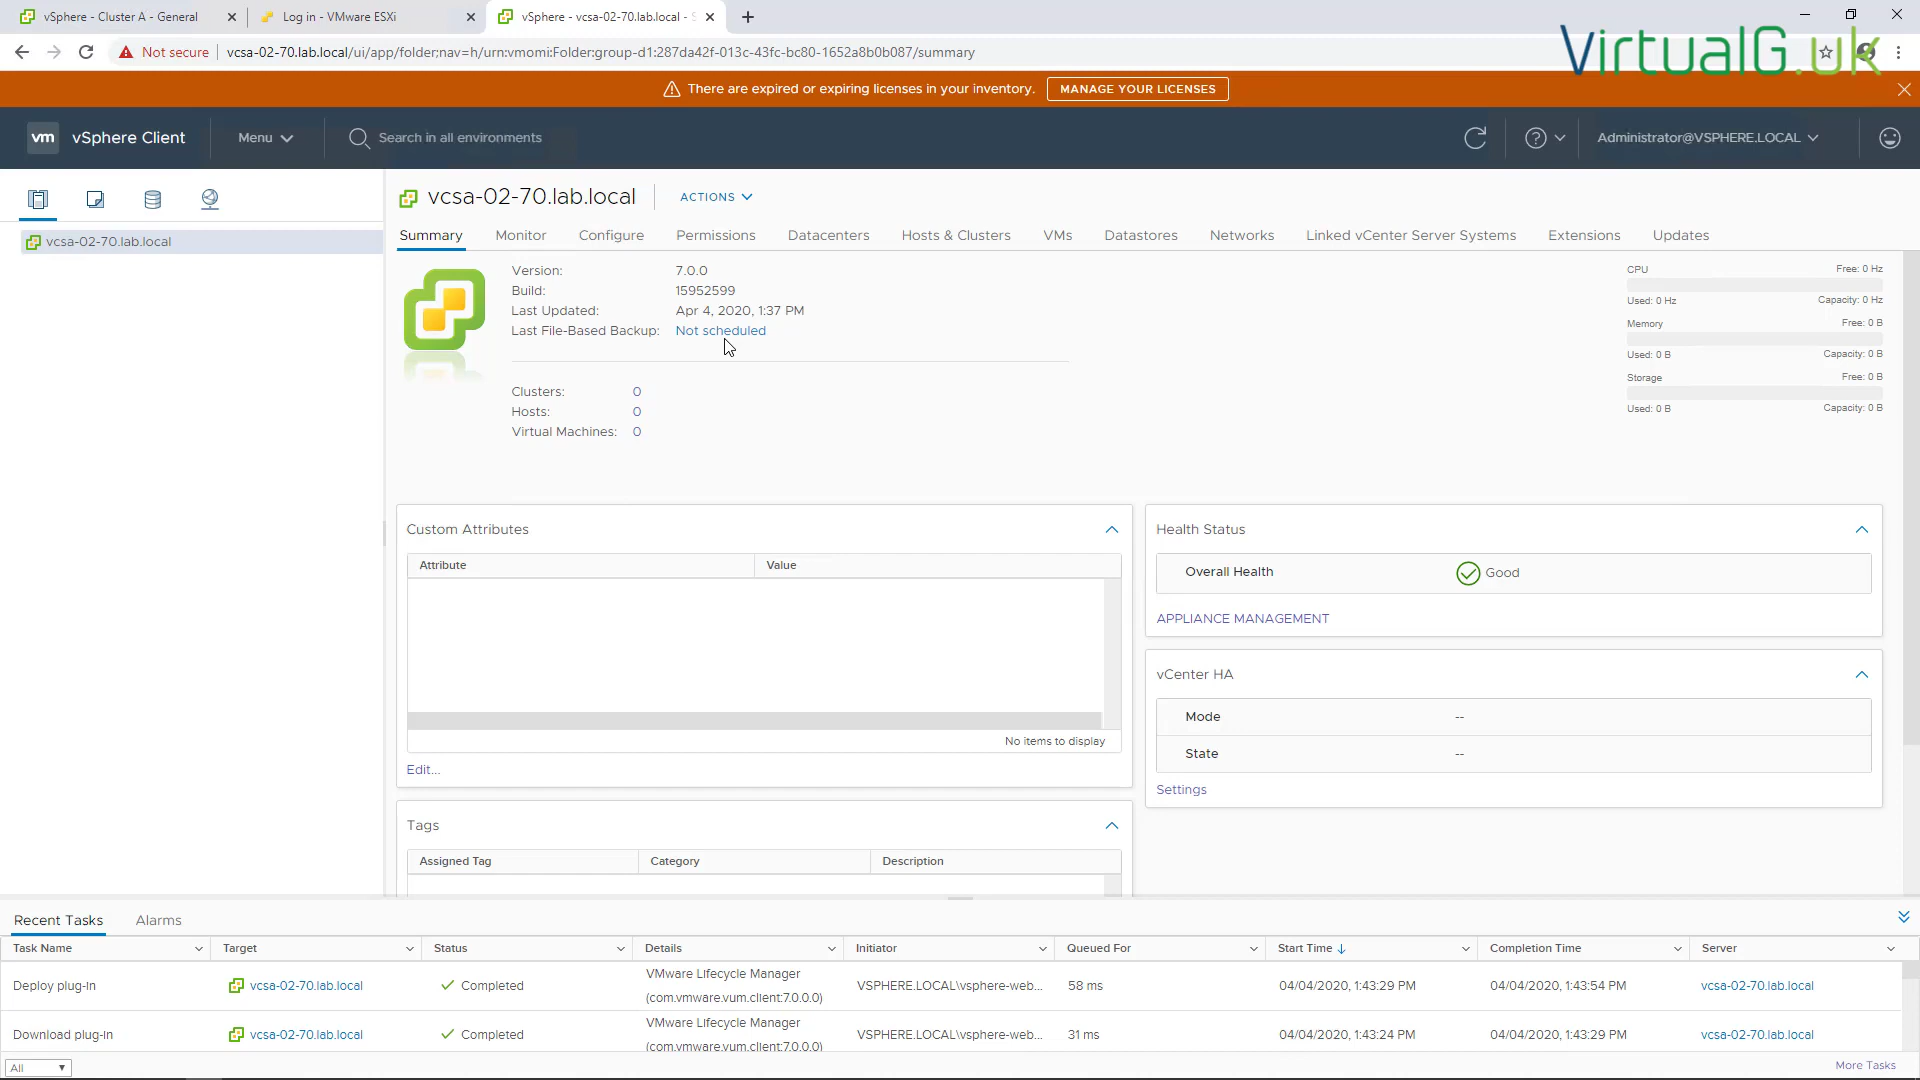 vSphere - Cluster A - General
Log in - VMware ESXi
vSphere - vcsa-02-70.lab.local -
Not secure
vcsa-02-70.lab.local/ui/app/folder;nav=h/urn:vmomi:Folder:group-d1:287da42f-013c-43fc-bc80-1652a8b0b087/summary
VirtualG.uk
There are expired or expiring licenses in your inventory.
MANAGE YOUR LICENSES
vm
vSphere Client
Menu
Search in all environments
Administrator@VSPHERE.LOCAL
vcsa-02-70.lab.local
vcsa-02-70.lab.local
ACTIONS
Summary
Monitor
Configure
Permissions
Datacenters
Hosts & Clusters
VMs
Datastores
Networks
Linked vCenter Server Systems
Extensions
Updates
Version: 7.0.0
Build: 15952599
Last Updated: Apr 4, 2020, 1:37 PM
Last File-Based Backup: Not scheduled
Clusters: 0
Hosts: 0
Virtual Machines: 0
CPU Free: 0 Hz
Used: 0 Hz Capacity: 0 Hz
Memory Free: 0 B
Used: 0 B Capacity: 0 B
Storage Free: 0 B
Used: 0 B Capacity: 0 B
Custom Attributes
Attribute Value
No items to display
Edit...
Tags
Assigned Tag Category Description
Health Status
Overall Health Good
APPLIANCE MANAGEMENT
vCenter HA
Mode --
State --
Settings
Recent Tasks Alarms
Task Name Target Status Details Initiator Queued For Start Time Completion Time Server
Deploy plug-in vcsa-02-70.lab.local Completed VMware Lifecycle Manager (com.vmware.vum.client:7.0.0.0) VSPHERE.LOCAL\vsphere-web... 58 ms 04/04/2020, 1:43:29 PM 04/04/2020, 1:43:54 PM vcsa-02-70.lab.local
Download plug-in vcsa-02-70.lab.local Completed VMware Lifecycle Manager (com.vmware.vum.client:7.0.0.0) VSPHERE.LOCAL\vsphere-web... 31 ms 04/04/2020, 1:43:24 PM 04/04/2020, 1:43:29 PM vcsa-02-70.lab.local
All
More Tasks